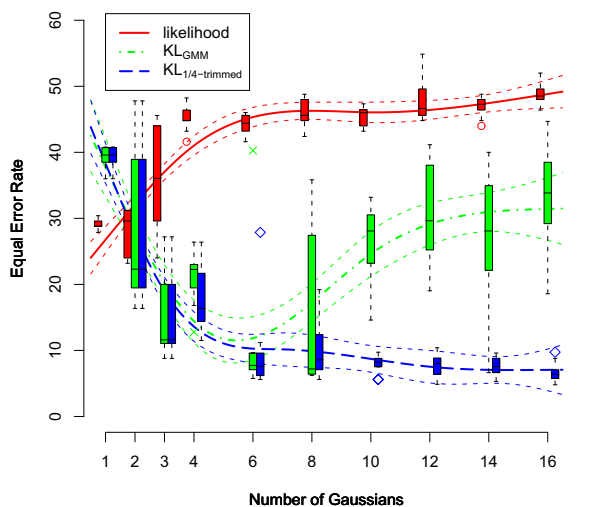 likelihood
KL_GMM
KL_1/4−trimmed
60
50
40
30
20
10
0
Equal Error Rate
1 2 3 4 6 8 10 12 14 16
Number of Gaussians